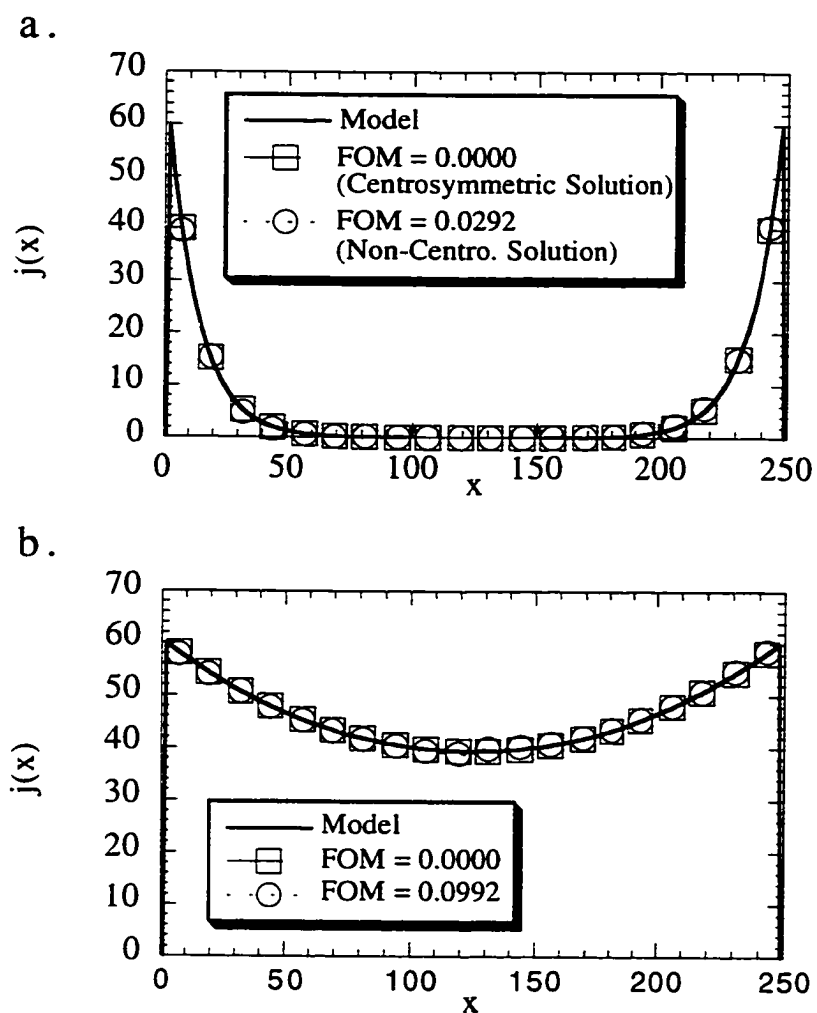 a.
70
60
50
40
30
20
10
0
j(x)
Model
FOM = 0.0000
(Centrosymmetric Solution)
FOM = 0.0292
(Non-Centro. Solution)
0 50 100 150 200 250
x
b.
70
60
50
40
30
20
10
0
j(x)
Model
FOM = 0.0000
FOM = 0.0992
0 50 100 150 200 250
x